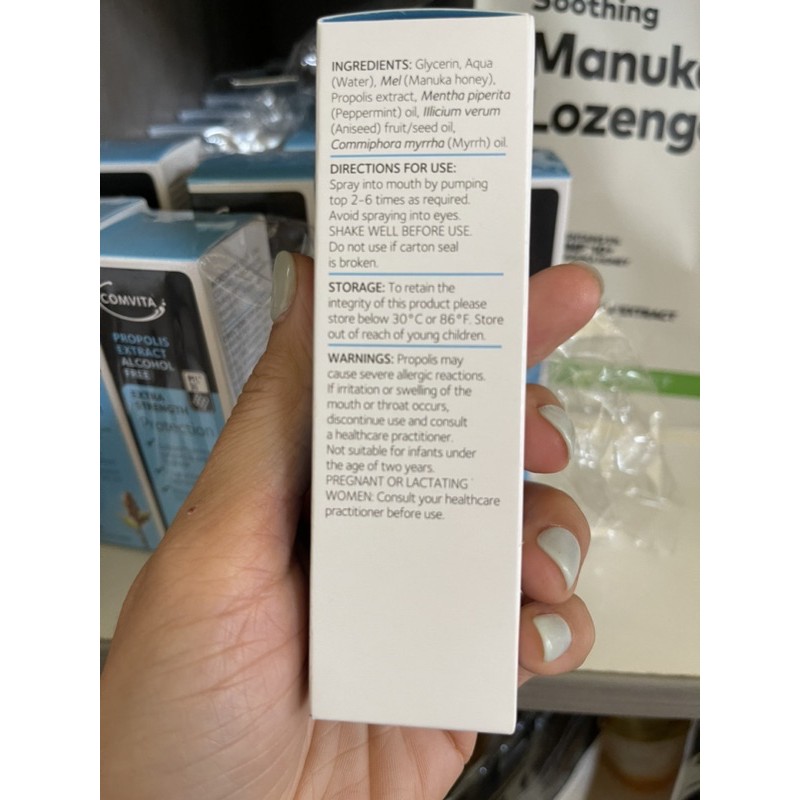 INGREDIENTS: Glycerin, Aqua
(Water), Mel (Manuka honey),
Propolis extract, Mentha piperita
(Peppermint) oil, Illicium verum
(Aniseed) fruit/seed oil,
Commiphora myrrha (Myrrh) oil.
DIRECTIONS FOR USE:
Spray into mouth by pumping
top 2-6 times as required.
Avoid spraying into eyes.
SHAKE WELL BEFORE USE.
Do not use if carton seal
is broken.
STORAGE: To retain the
integrity of this product please
store below 30°C or 86°F. Store
out of reach of young children.
WARNINGS: Propolis may
cause severe allergic reactions.
If irritation or swelling of the
mouth or throat occurs,
discontinue use and consult
a healthcare practitioner.
Not suitable for infants under
the age of two years.
PREGNANT OR LACTATING
WOMEN: Consult your healthcare
practitioner before use.
COMVITA
PROPOLIS
EXTRACT
ALCOHOL
FREE
EXTRA
STRENGTH
Protection
Soothing
Manuk
Lozeng
EXTRACT